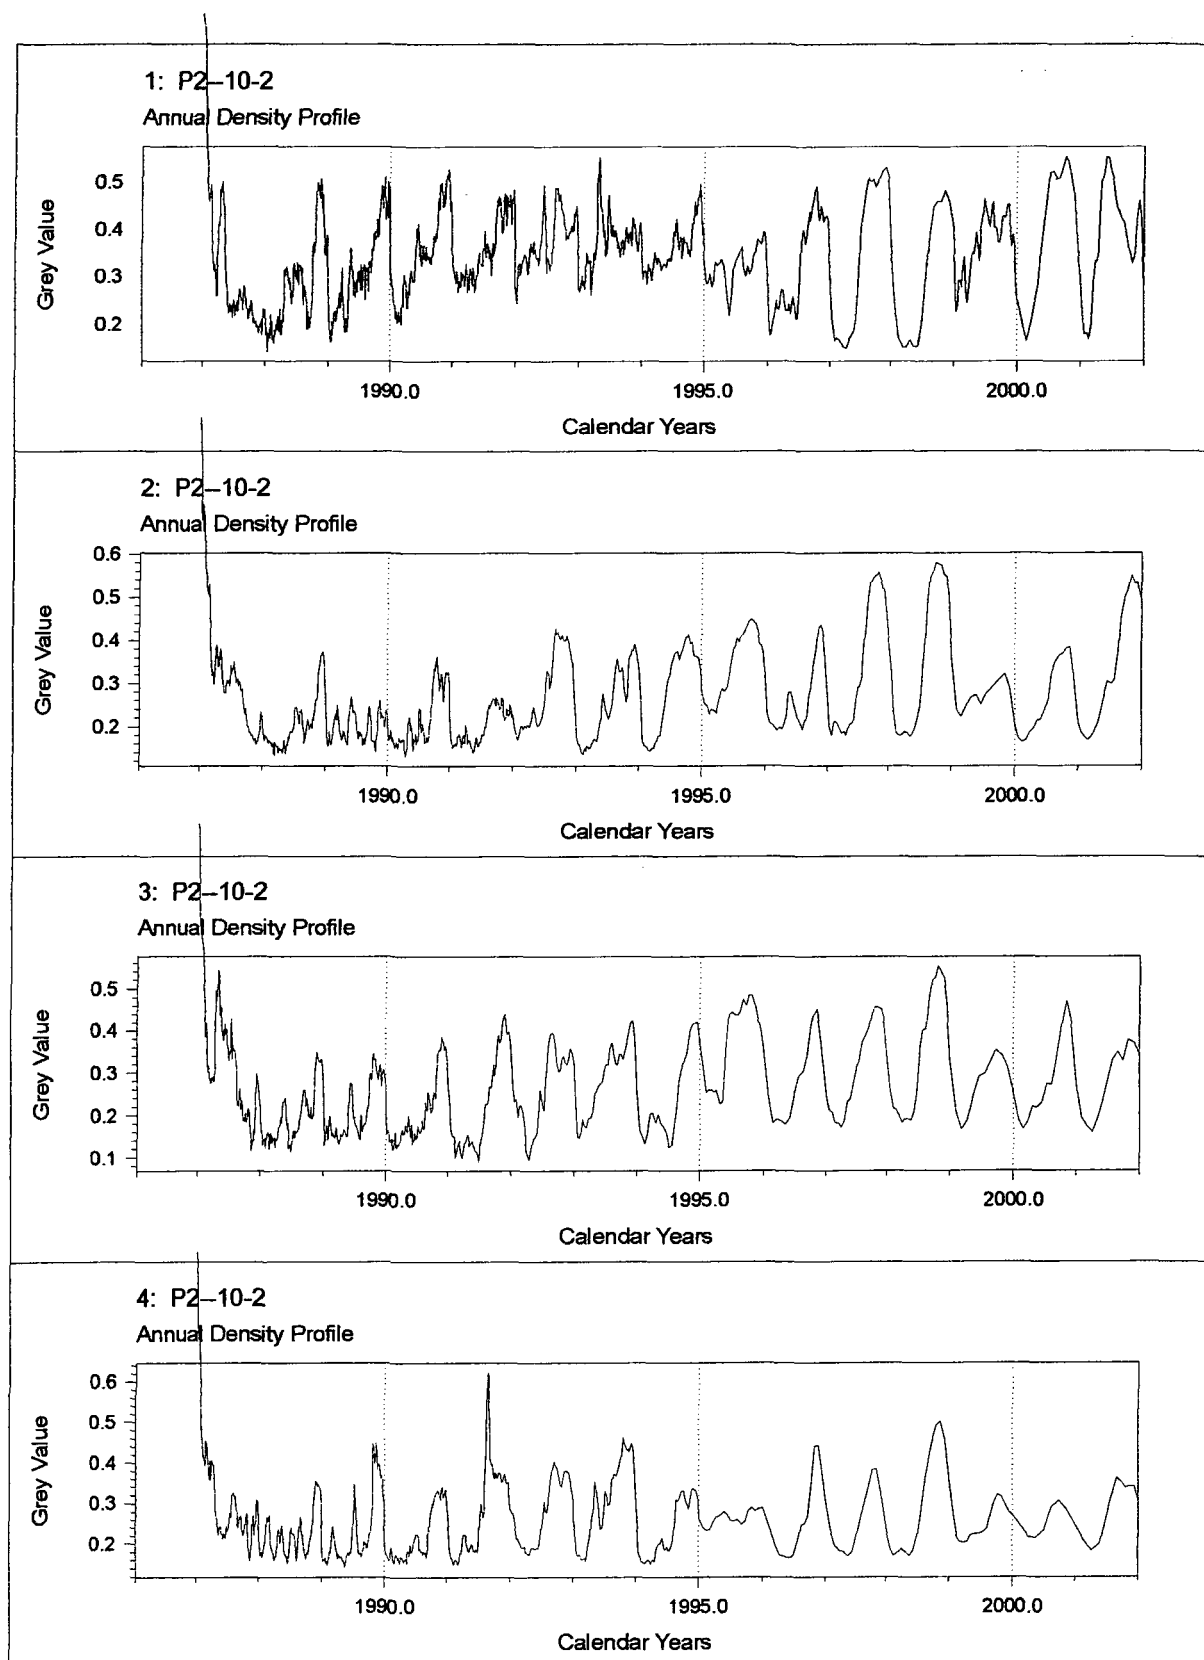 1: P2--10-2
Annual Density Profile
0.5
0.4
0.3
0.2
Grey Value
1990.0 1995.0 2000.0
Calendar Years
2: P2--10-2
Annual Density Profile
0.6
0.5
0.4
0.3
0.2
Grey Value
1990.0 1995.0 2000.0
Calendar Years
3: P2--10-2
Annual Density Profile
0.5
0.4
0.3
0.2
0.1
Grey Value
1990.0 1995.0 2000.0
Calendar Years
4: P2--10-2
Annual Density Profile
0.6
0.5
0.4
0.3
0.2
Grey Value
1990.0 1995.0 2000.0
Calendar Years